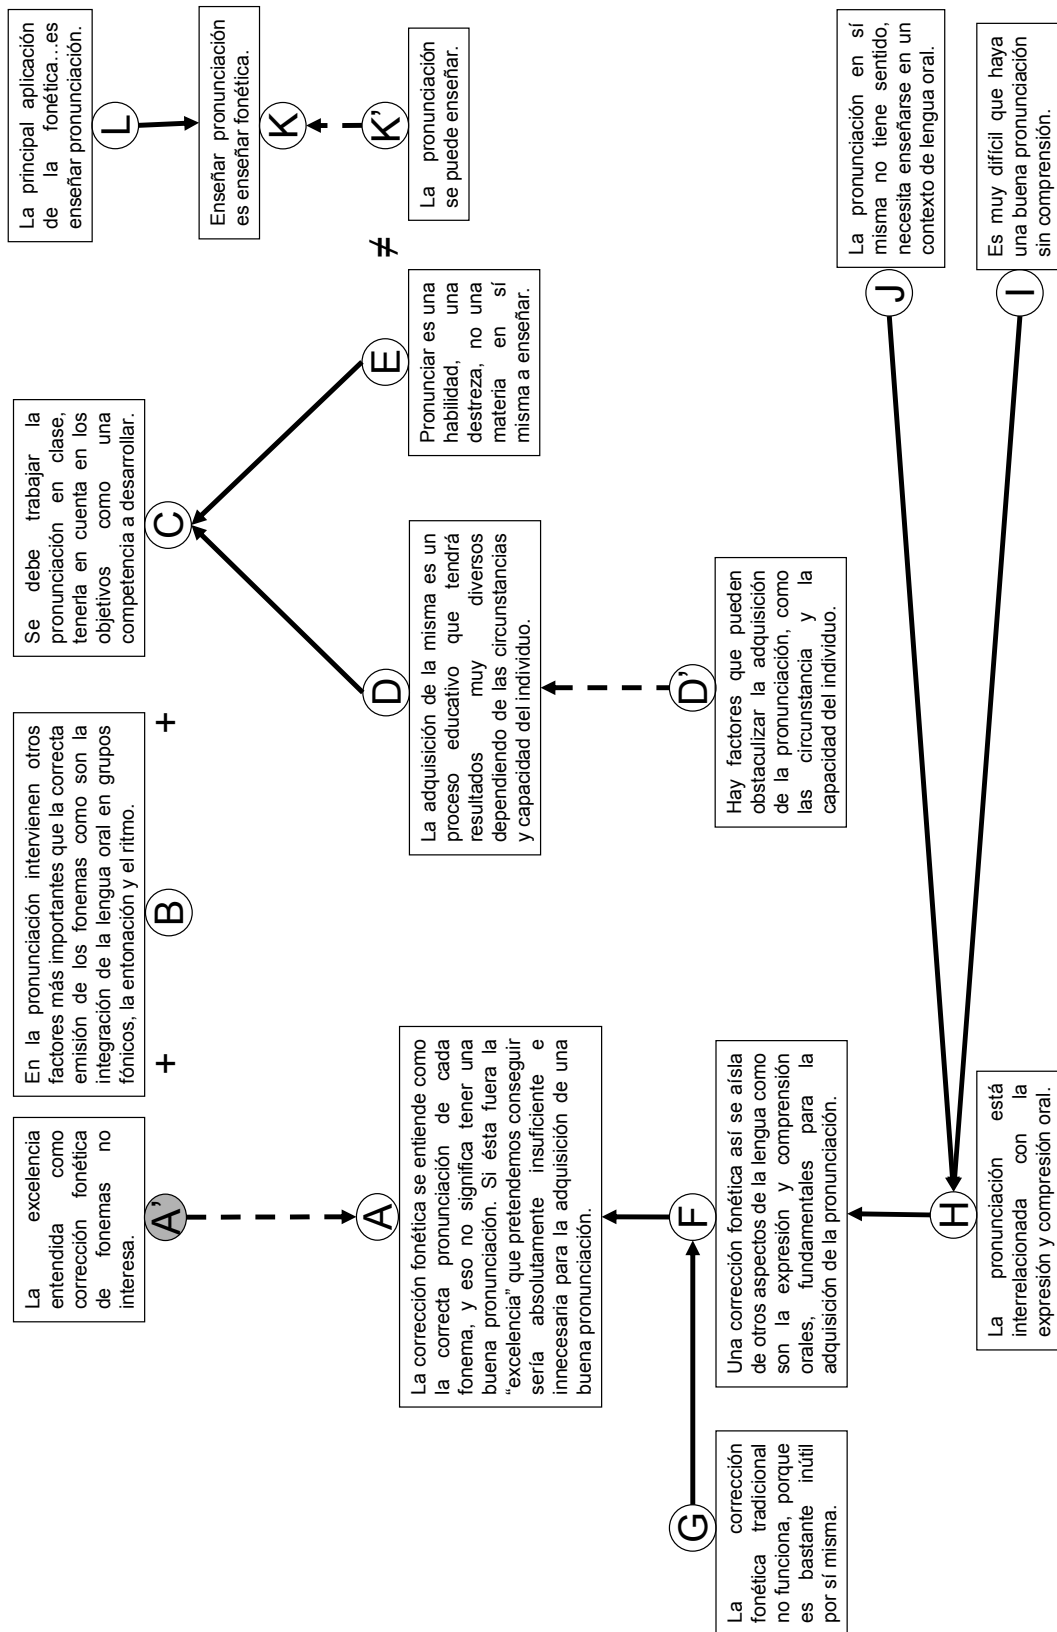 La excelencia
entendida como
corrección fonética
de fonemas no
interesa.
A'
+
En la pronunciación intervienen otros
factores más importantes que la correcta
emisión de los fonemas como son la
integración de la lengua oral en grupos
fónicos, la entonación y el ritmo.
B
+
Se debe trabajar la
pronunciación en clase,
tenerla en cuenta en los
objetivos como una
competencia a desarrollar.
C
La principal aplicación
de la fonética...es
enseñar pronunciación.
L
Enseñar pronunciación
es enseñar fonética.
K
K'
La pronunciación
se puede enseñar.
≠
A
La corrección fonética se entiende como
la correcta pronunciación de cada
fonema, y eso no significa tener una
buena pronunciación. Si ésta fuera la
“excelencia” que pretendemos conseguir
sería absolutamente insuficiente e
innecesaria para la adquisición de una
buena pronunciación.
D
La adquisición de la misma es un
proceso educativo que tendrá
resultados muy diversos
dependiendo de las circunstancias
y capacidad del individuo.
E
Pronunciar es una
habilidad, una
destreza, no una
materia en sí
misma a enseñar.
G
La corrección
fonética tradicional
no funciona, porque
es bastante inútil
por sí misma.
F
Una corrección fonética así se aísla
de otros aspectos de la lengua como
son la expresión y comprensión
orales, fundamentales para la
adquisición de la pronunciación.
D'
Hay factores que pueden
obstaculizar la adquisición
de la pronunciación, como
las circunstancia y la
capacidad del individuo.
J
La pronunciación en sí
misma no tiene sentido,
necesita enseñarse en un
contexto de lengua oral.
H
La pronunciación está
interrelacionada con la
expresión y compresión oral.
I
Es muy difícil que haya
una buena pronunciación
sin comprensión.